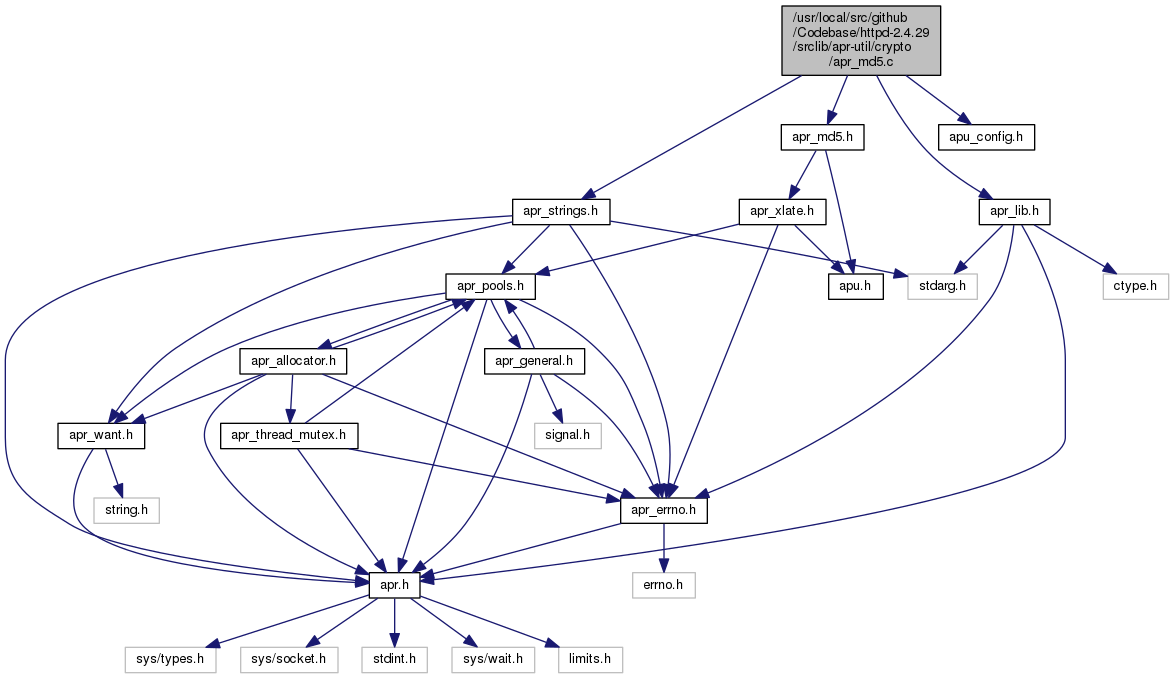 /usr/local/src/github
/Codebase/httpd-2.4.29
/srclib/apr-util/crypto
/apr_md5.c
apr_md5.h
apu_config.h
apr_strings.h
apr_xlate.h
apr_lib.h
apr_pools.h
apu.h
stdarg.h
ctype.h
apr_allocator.h
apr_general.h
apr_want.h
apr_thread_mutex.h
signal.h
string.h
apr_errno.h
apr.h
errno.h
sys/types.h
sys/socket.h
stdint.h
sys/wait.h
limits.h